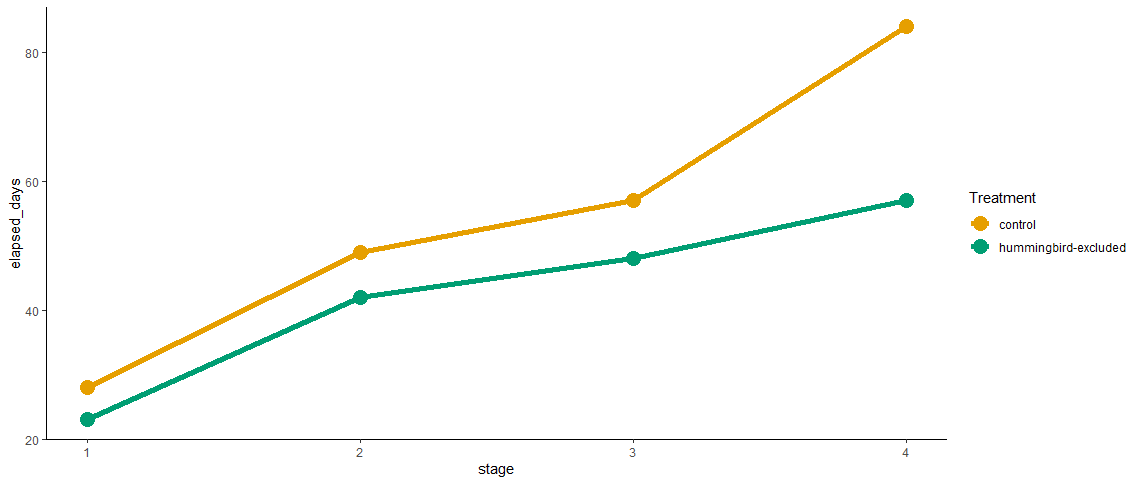 80
60
40
20
elapsed_days
1 2 3 4
stage
Treatment
control
hummingbird-excluded